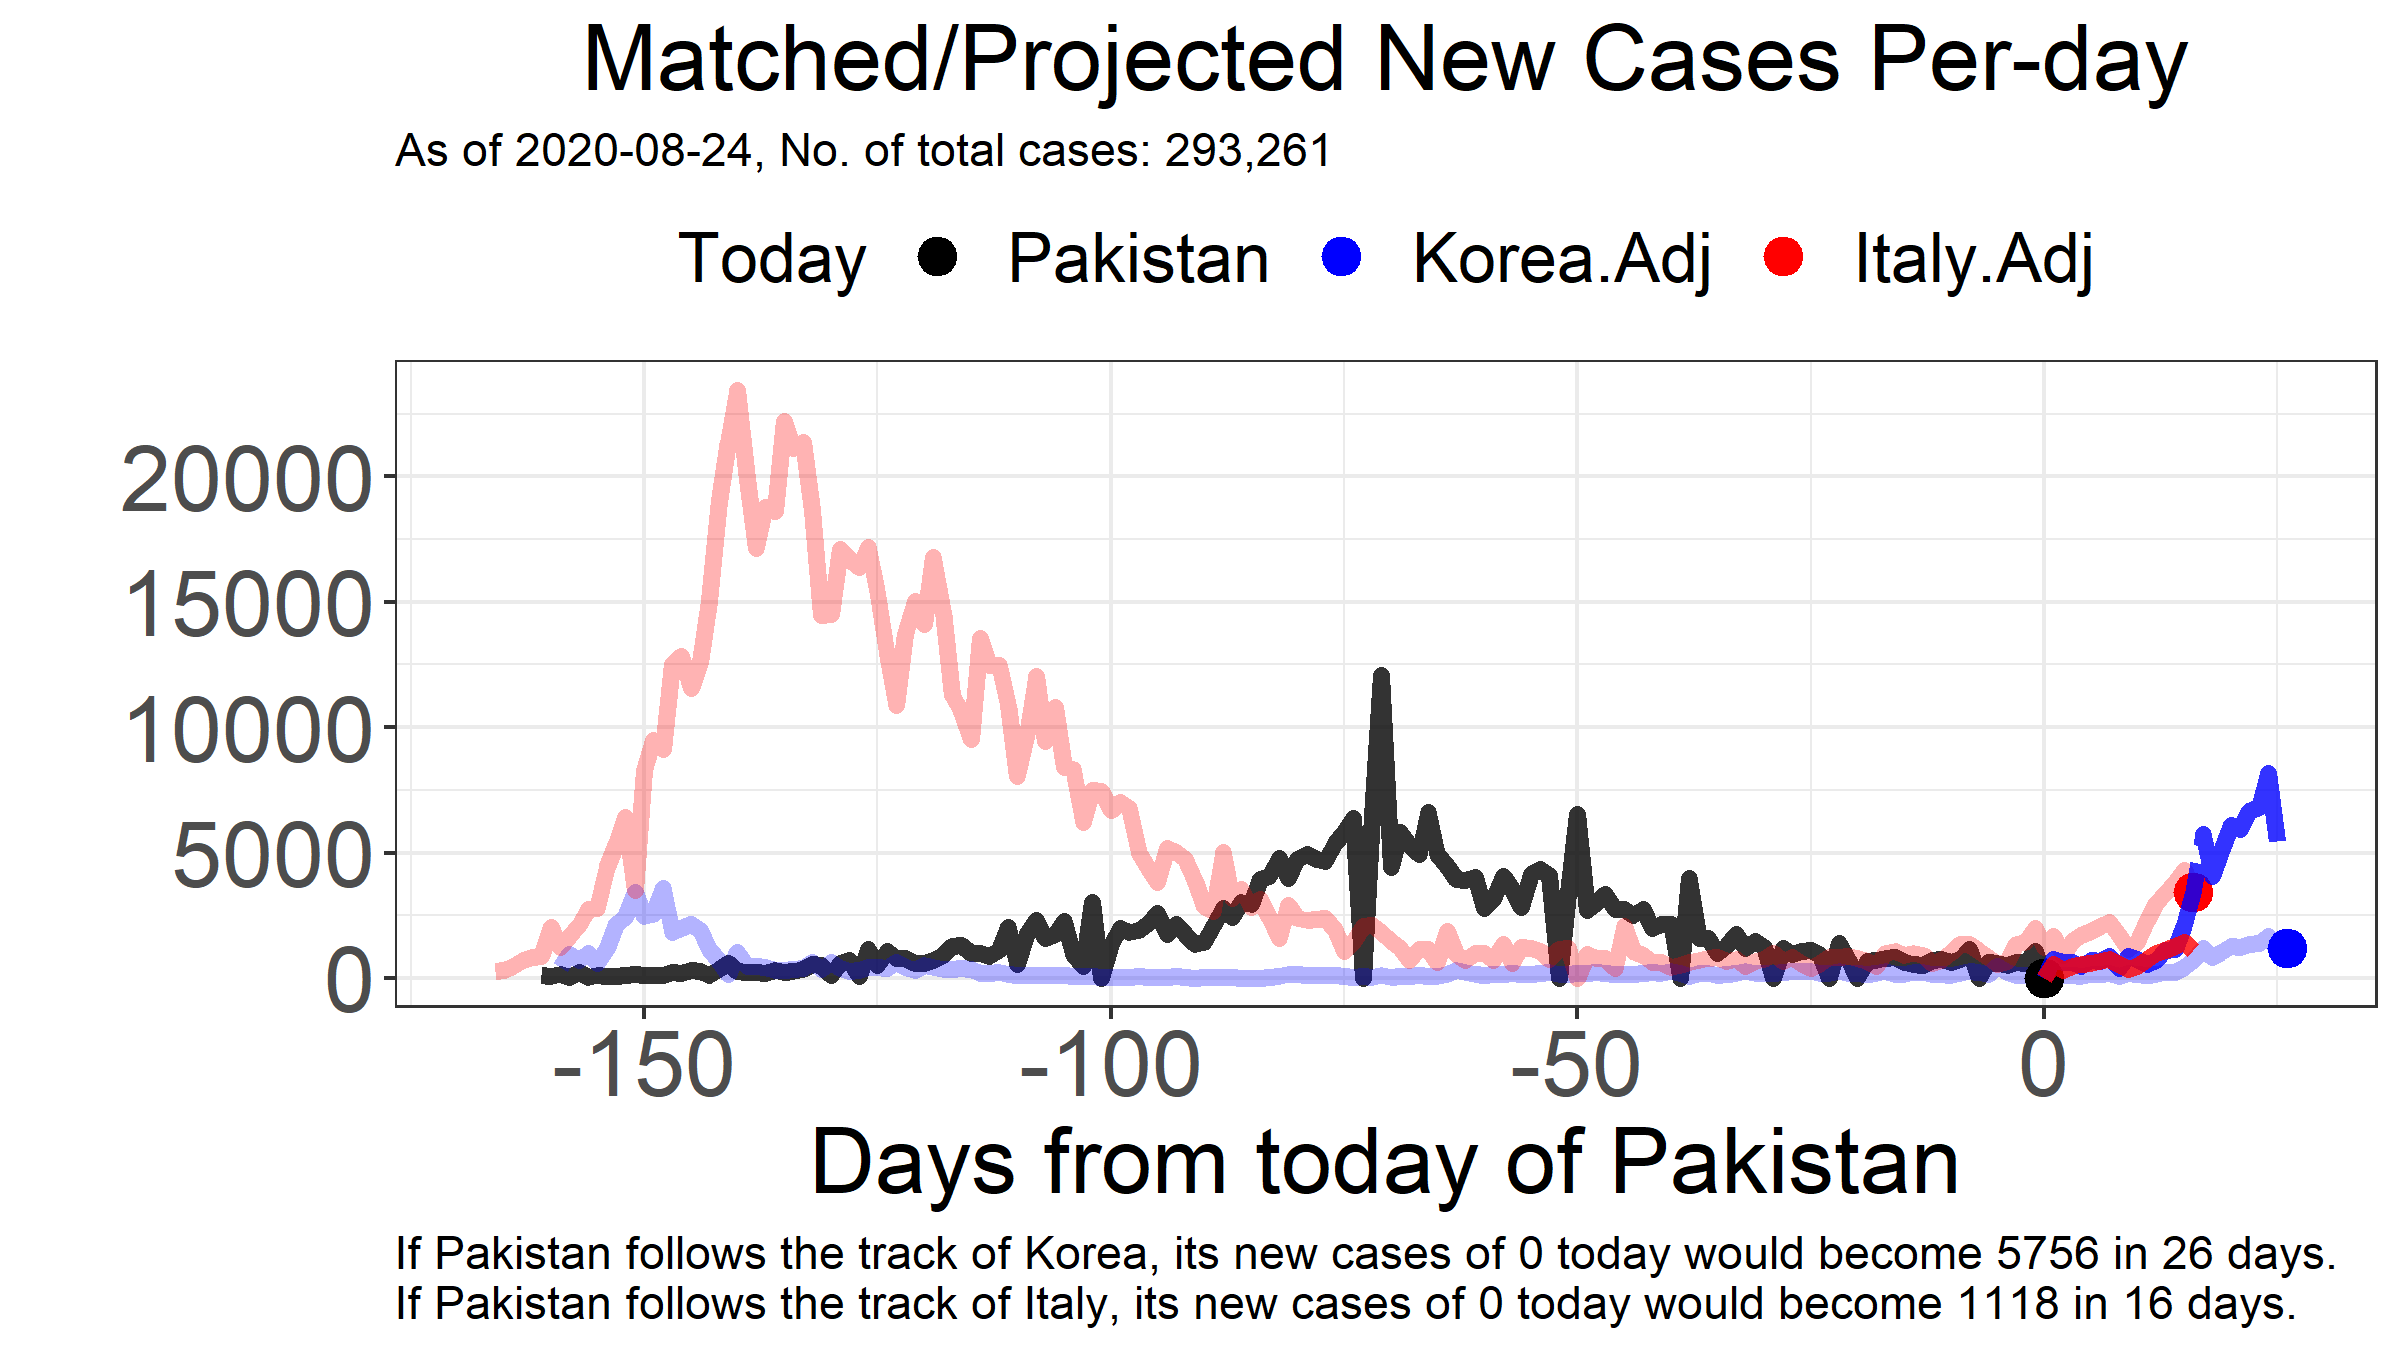 Matched/Projected New Cases Per-day
As of 2020-08-24, No. of total cases: 293,261
Today Pakistan Korea.Adj Italy.Adj
20000
15000
10000
5000
0
-150 -100 -50 0
Days from today of Pakistan
If Pakistan follows the track of Korea, its new cases of 0 today would become 5756 in 26 days.
If Pakistan follows the track of Italy, its new cases of 0 today would become 1118 in 16 days.